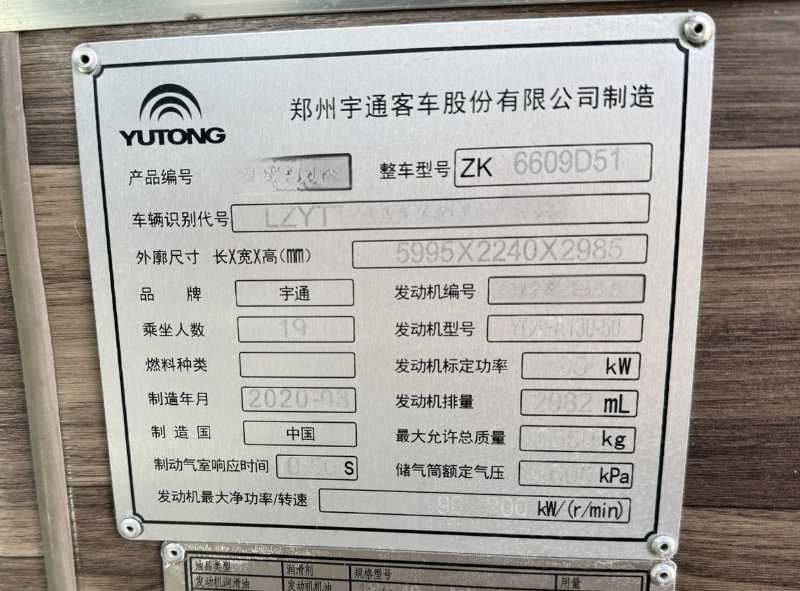 YUTONG
郑州宇通客车股份有限公司制造
产品编号 整车型号 ZK 6609D51
车辆识别代号 LZYT
外廓尺寸 长X宽X高(mm) 5995X2240X2985
品牌 宇通 发动机编号
乘坐人数 19 发动机型号
燃料种类 发动机标定功率 kW
制造年月 2020-03 发动机排量 2982 mL
制造国 中国 最大允许总质量 kg
制动气室响应时间 S 储气筒额定气压 kPa
发动机最大净功率/转速 kW/(r/min)
油品类型 润滑剂 规格型号
发动机润滑油 发动机机油 用量